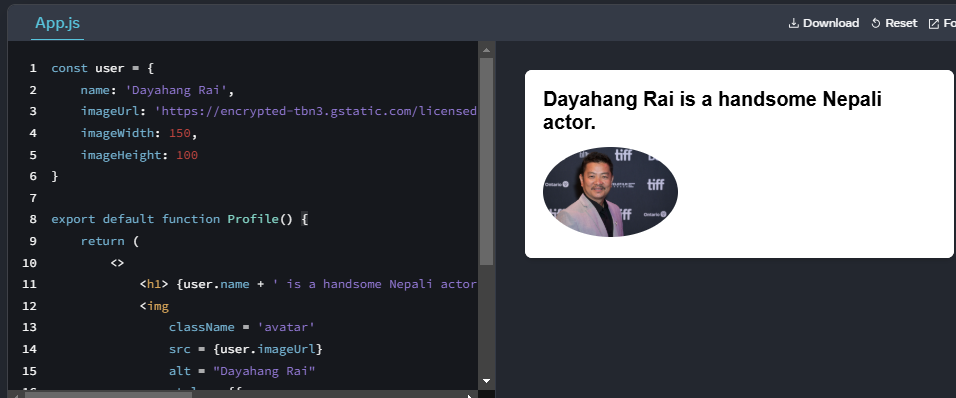 App.js
Download Reset Fo
1 const user = {
2 name: 'Dayahang Rai',
3 imageUrl: 'https://encrypted-tbn3.gstatic.com/licensed
4 imageWidth: 150,
5 imageHeight: 100
6 }
7
8 export default function Profile() {
9 return (
10 <>
11 <h1> {user.name + ' is a handsome Nepali actor
12 <img
13 className = 'avatar'
14 src = {user.imageUrl}
15 alt = "Dayahang Rai"
Dayahang Rai is a handsome Nepali
actor.
tiff
Ontario
tiff
tiff
Ontario